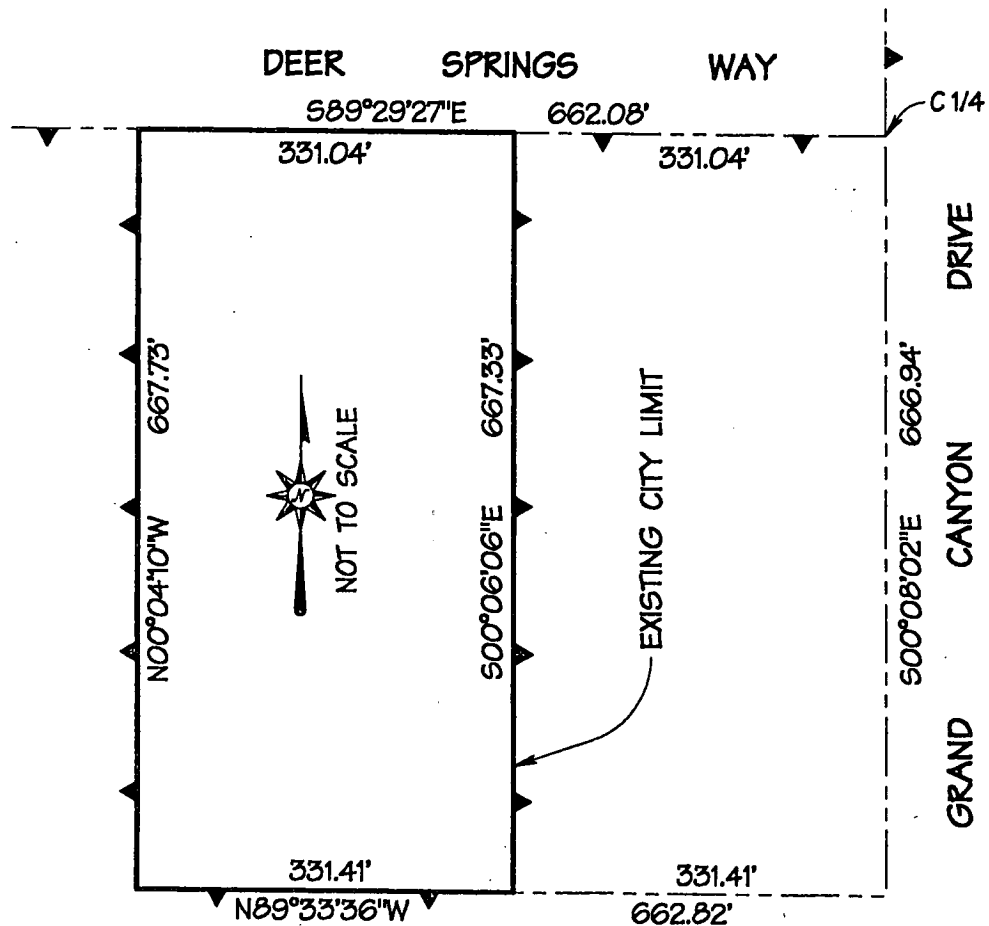 DEER SPRINGS WAY
S89°29'27"E 662.08'
C 1/4
331.04' 331.04'
DRIVE
667.73'
667.33'
666.94'
NOT TO SCALE
N
EXISTING CITY LIMIT
CANYON
N00°04'10"W
S00°06'06"E
S00°08'02"E
GRAND
331.41' 331.41'
N89°33'36"W 662.82'